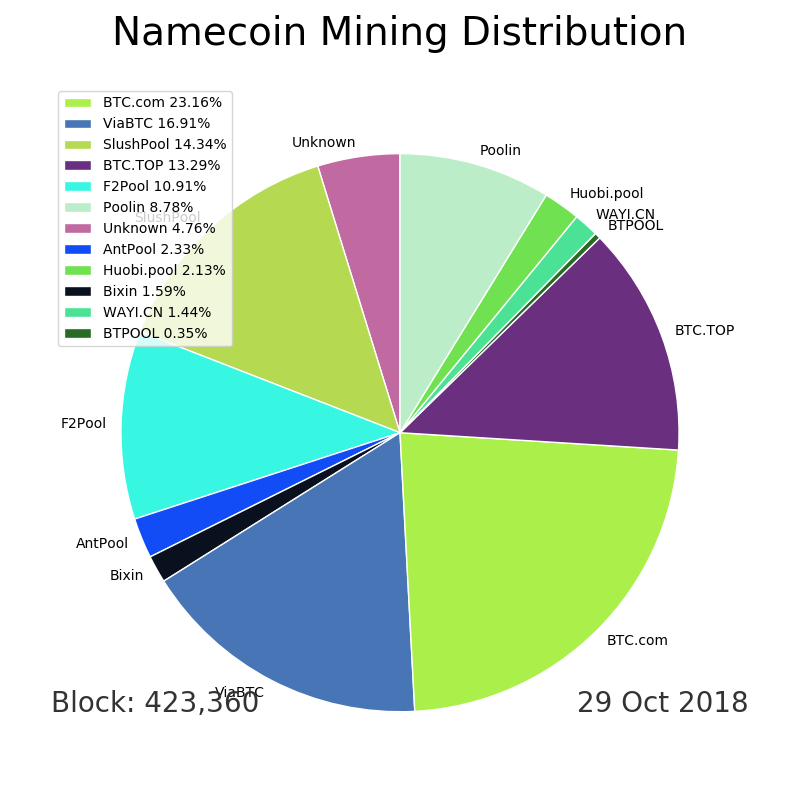 Namecoin Mining Distribution
BTC.com 23.16%
ViaBTC 16.91%
SlushPool 14.34%
BTC.TOP 13.29%
F2Pool 10.91%
Poolin 8.78%
Unknown 4.76%
AntPool 2.33%
Huobi.pool 2.13%
Bixin 1.59%
WAYI.CN 1.44%
BTPOOL 0.35%
Unknown
Poolin
Huobi.pool
WAYI.CN
BTPOOL
SlushPool
BTC.TOP
F2Pool
AntPool
Bixin
BTC.com
ViaBTC
Block: 423,360
29 Oct 2018